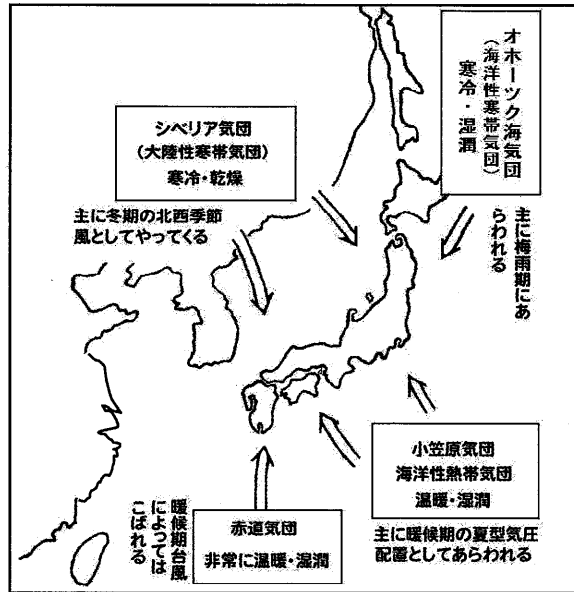 シベリア気団
(大陸性寒帯気団)
寒冷・乾燥
主に冬期の北西季節
風としてやってくる
オホーツク海気団
(海洋性寒帯気団)
寒冷・湿潤
主に梅雨期にあ
らわれる
小笠原気団
海洋性熱帯気団
温暖・湿潤
主に暖候期の夏型気圧
配置としてあらわれる
赤道気団
非常に温暖・湿潤
暖候期台風
によっては
こばれる